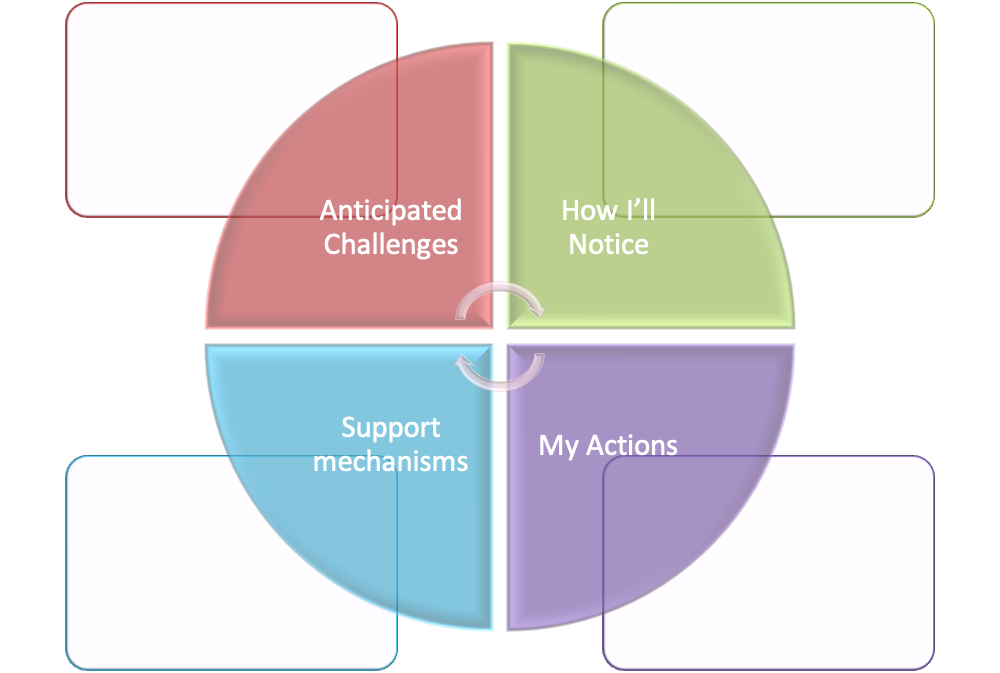 Anticipated
Challenges
How I’ll
Notice
Support
mechanisms
My Actions